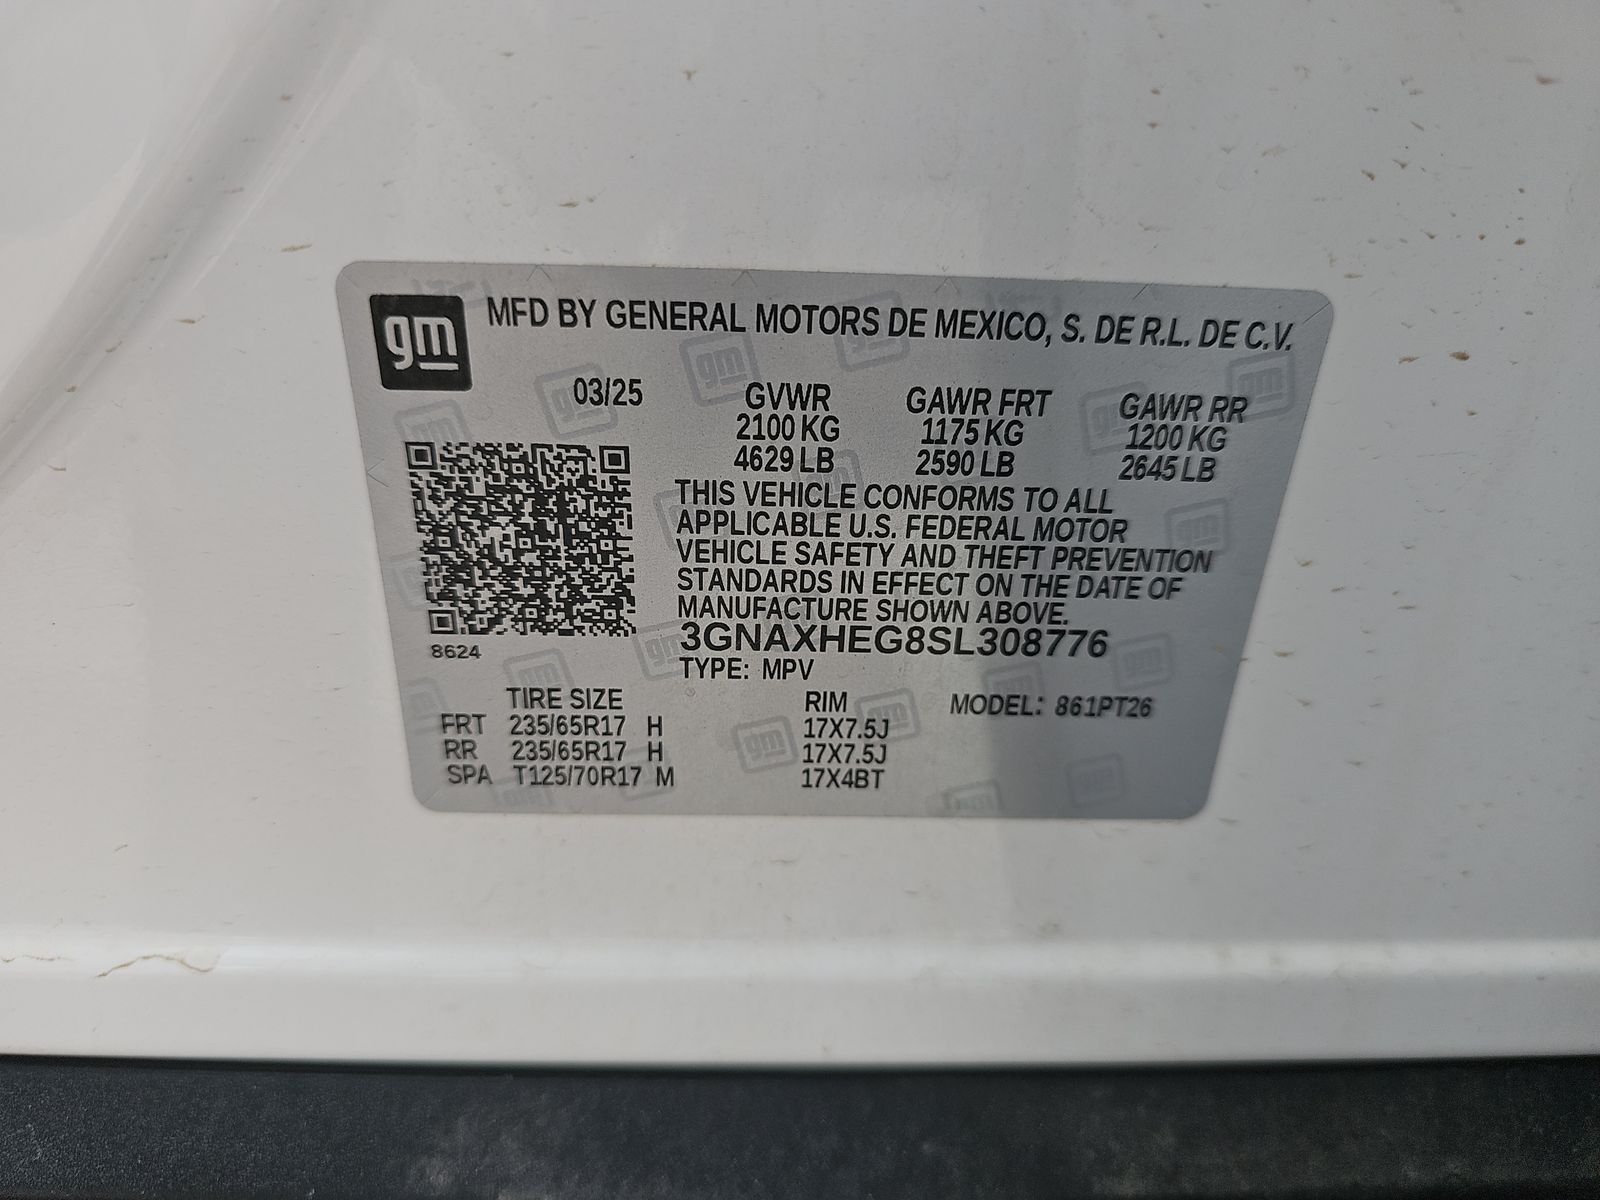 gm MFD BY GENERAL MOTORS DE MEXICO, S. DE R.L. DE C.V.
03/25 GVWR GAWR FRT GAWR RR
2100 KG 1175 KG 1200 KG
4629 LB 2590 LB 2645 LB
THIS VEHICLE CONFORMS TO ALL
APPLICABLE U.S. FEDERAL MOTOR
VEHICLE SAFETY AND THEFT PREVENTION
STANDARDS IN EFFECT ON THE DATE OF
MANUFACTURE SHOWN ABOVE.
3GNAXHEG8SL308776
8624
TYPE: MPV
TIRE SIZE RIM MODEL: 861PT26
FRT 235/65R17 H 17X7.5J
RR 235/65R17 H 17X7.5J
SPA T125/70R17 M 17X4BT